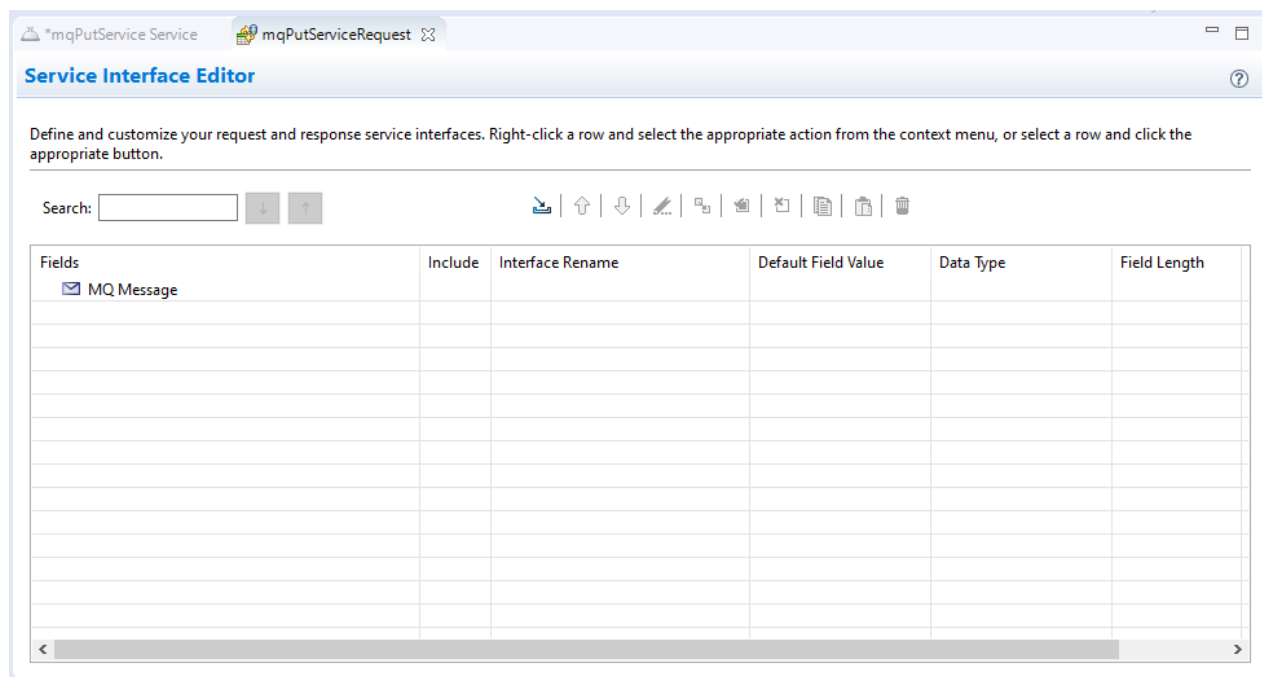 *mqPutService Service
mqPutServiceRequest
Service Interface Editor
Define and customize your request and response service interfaces. Right-click a row and select the appropriate action from the context menu, or select a row and click the
appropriate button.
Search:
Fields Include Interface Rename Default Field Value Data Type Field Length
MQ Message